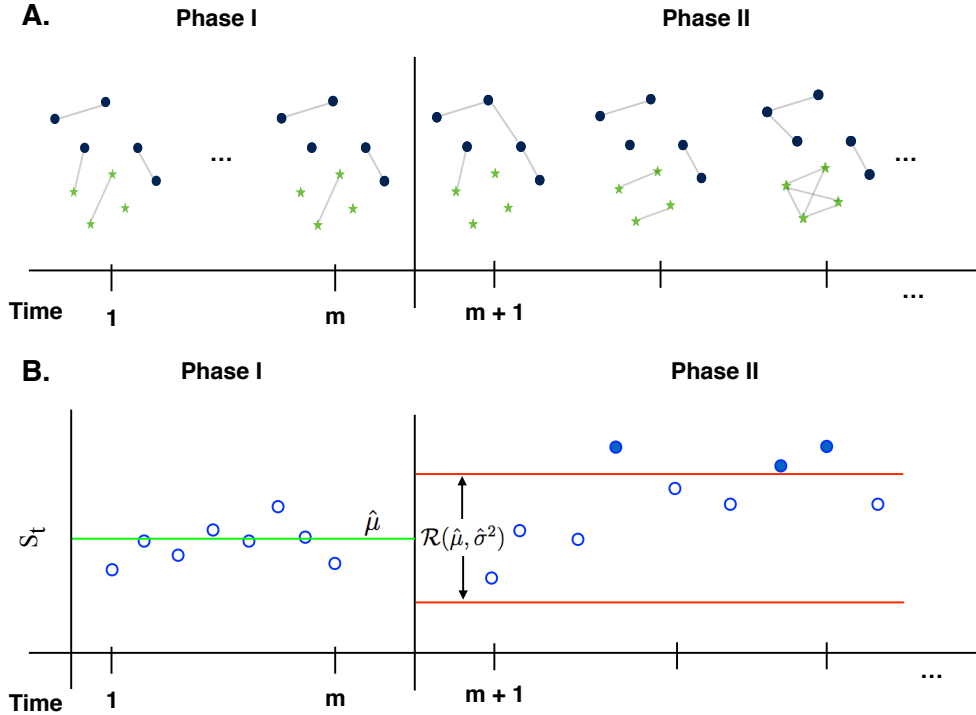 A.
Phase I
Phase II
...
...
Time
1
m
m + 1
...
B.
Phase I
Phase II
S_t
μ̂
R(μ̂, σ̂²)
Time
1
m
m + 1
...